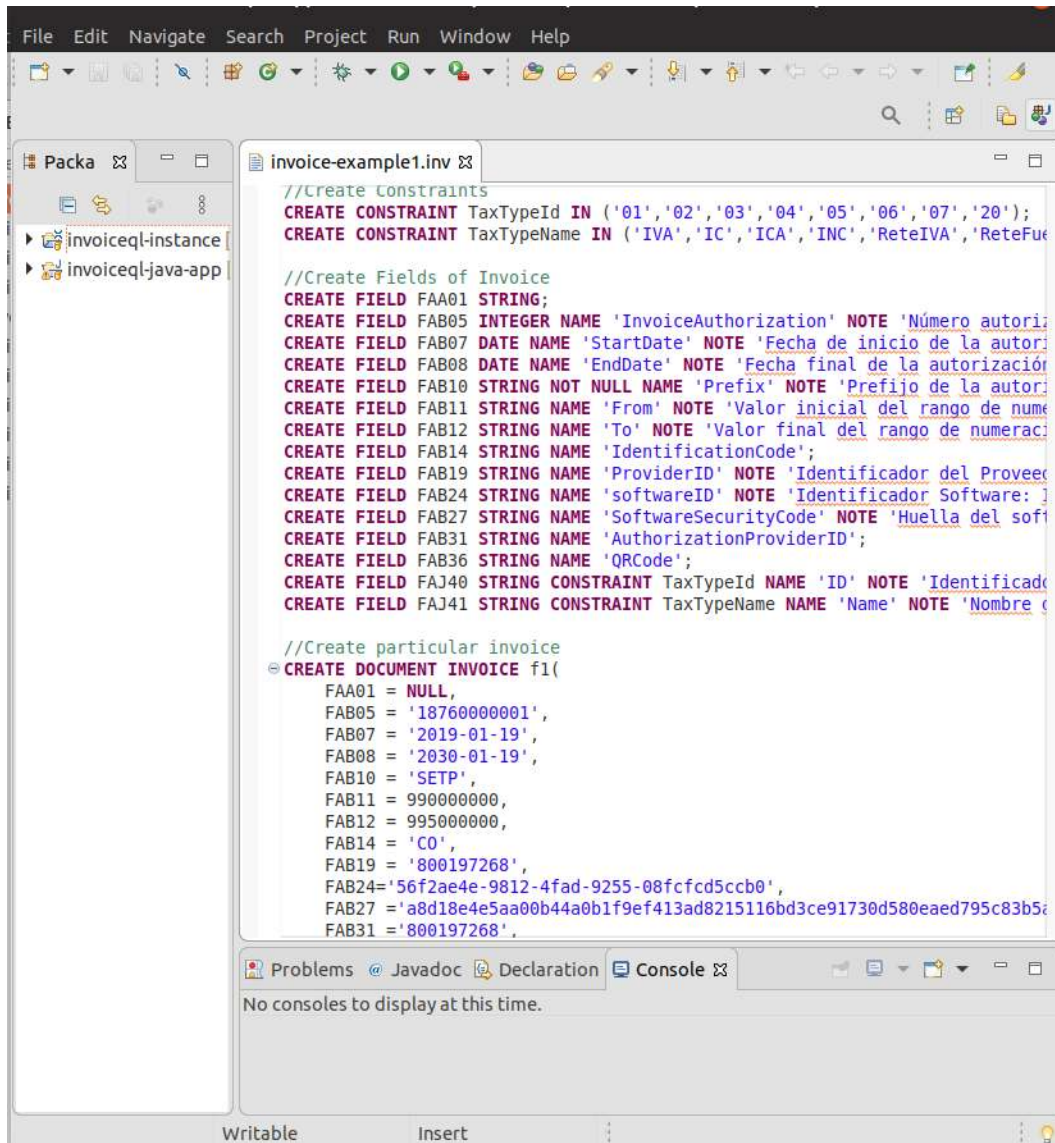 File Edit Navigate Search Project Run Window Help
Packa
invoice-example1.inv
invoiceql-instance [
invoiceql-java-app [
//Create Constraints
CREATE CONSTRAINT TaxTypeId IN ('01','02','03','04','05','06','07','20');
CREATE CONSTRAINT TaxTypeName IN ('IVA','IC','ICA','INC','ReteIVA','ReteFue
//Create Fields of Invoice
CREATE FIELD FAA01 STRING;
CREATE FIELD FAB05 INTEGER NAME 'InvoiceAuthorization' NOTE 'Número autoriz
CREATE FIELD FAB07 DATE NAME 'StartDate' NOTE 'Fecha de inicio de la autori
CREATE FIELD FAB08 DATE NAME 'EndDate' NOTE 'Fecha final de la autorización
CREATE FIELD FAB10 STRING NOT NULL NAME 'Prefix' NOTE 'Prefijo de la autori
CREATE FIELD FAB11 STRING NAME 'From' NOTE 'Valor inicial del rango de nume
CREATE FIELD FAB12 STRING NAME 'To' NOTE 'Valor final del rango de numeraci
CREATE FIELD FAB14 STRING NAME 'IdentificationCode';
CREATE FIELD FAB19 STRING NAME 'ProviderID' NOTE 'Identificador del Proveed
CREATE FIELD FAB24 STRING NAME 'softwareID' NOTE 'Identificador Software: I
CREATE FIELD FAB27 STRING NAME 'SoftwareSecurityCode' NOTE 'Huella del soft
CREATE FIELD FAB31 STRING NAME 'AuthorizationProviderID';
CREATE FIELD FAB36 STRING NAME 'QRCode';
CREATE FIELD FAJ40 STRING CONSTRAINT TaxTypeId NAME 'ID' NOTE 'Identificado
CREATE FIELD FAJ41 STRING CONSTRAINT TaxTypeName NAME 'Name' NOTE 'Nombre d
//Create particular invoice
CREATE DOCUMENT INVOICE f1(
FAA01 = NULL,
FAB05 = '18760000001',
FAB07 = '2019-01-19',
FAB08 = '2030-01-19',
FAB10 = 'SETP',
FAB11 = 990000000,
FAB12 = 995000000,
FAB14 = 'CO',
FAB19 = '800197268',
FAB24='56f2ae4e-9812-4fad-9255-08fcfcd5ccb0',
FAB27 ='a8d18e4e5aa00b44a0b1f9ef413ad8215116bd3ce91730d580eaed795c83b5a
FAB31 ='800197268',
Problems Javadoc Declaration Console
No consoles to display at this time.
Writable Insert